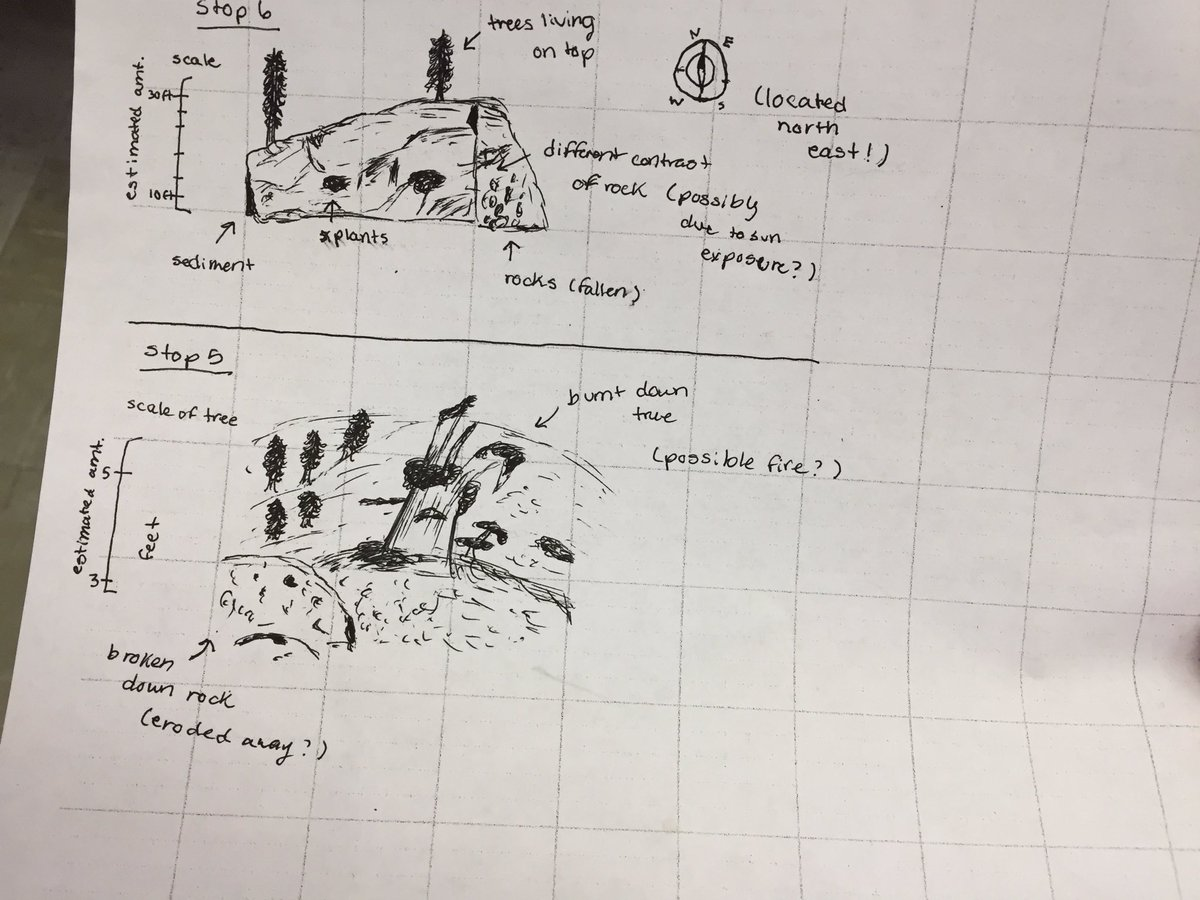 Stop 6
scale
estimated amt.
30ft
10ft
trees living
on top
N
E
W
S
(located
north
east!)
different contrast
of rock (possibly
due to sun
exposure?)
sediment
plants
rocks (fallen)
Stop 5
scale of tree
estimated amt.
5
feet
3
burnt down
tree
(possible fire?)
broken
down rock
(eroded away?)